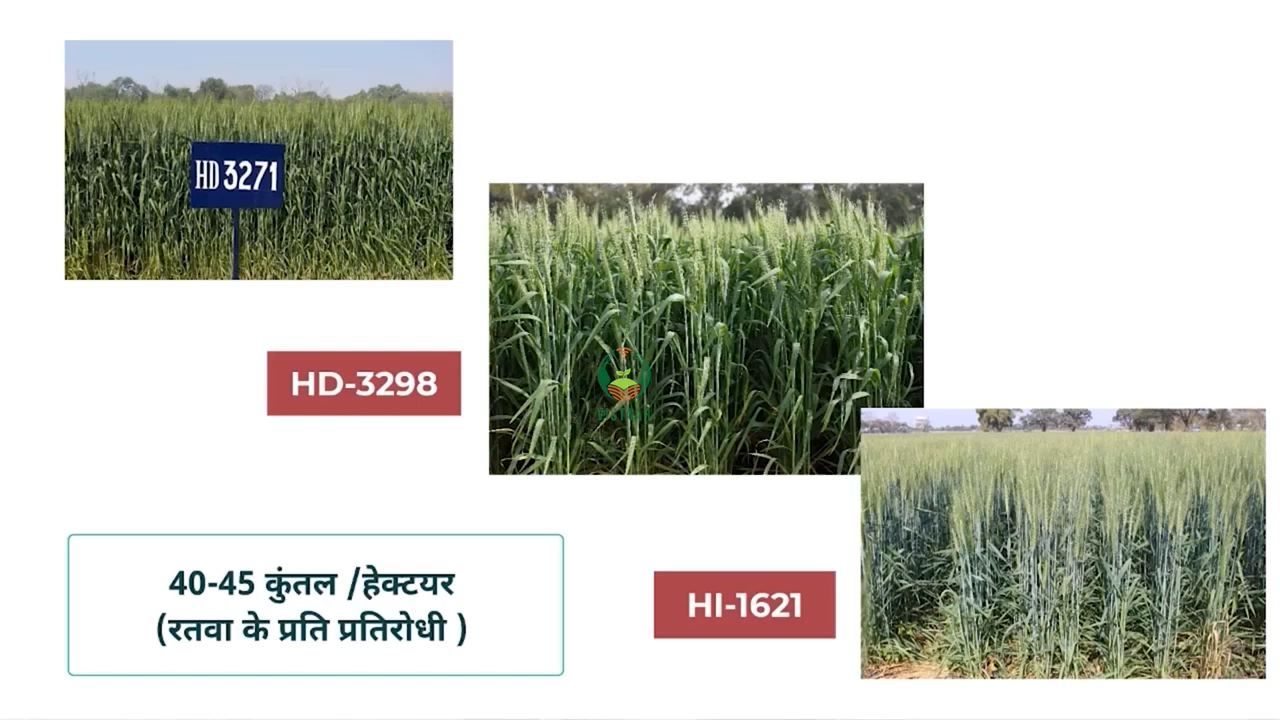 HD 3271
HD-3298
40-45 कुंतल /हेक्टयर
(रतवा के प्रति प्रतिरोधी )
HI-1621